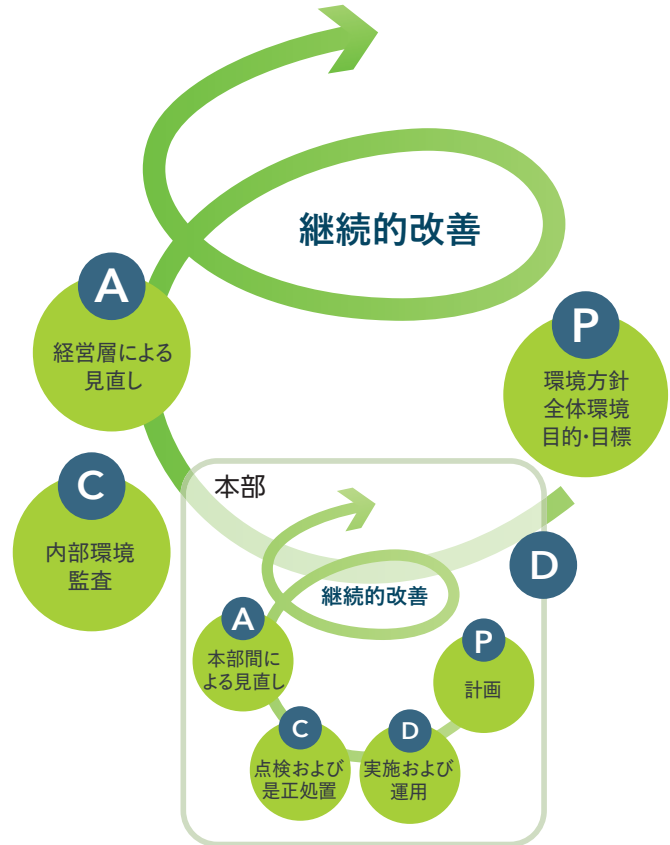 継続的改善
A
経営層による
見直し
P
環境方針
全体環境
目的・目標
C
内部環境
監査
本部
D
継続的改善
A
本部間に
よる見直し
P
計画
C
点検および
是正処置
D
実施および
運用